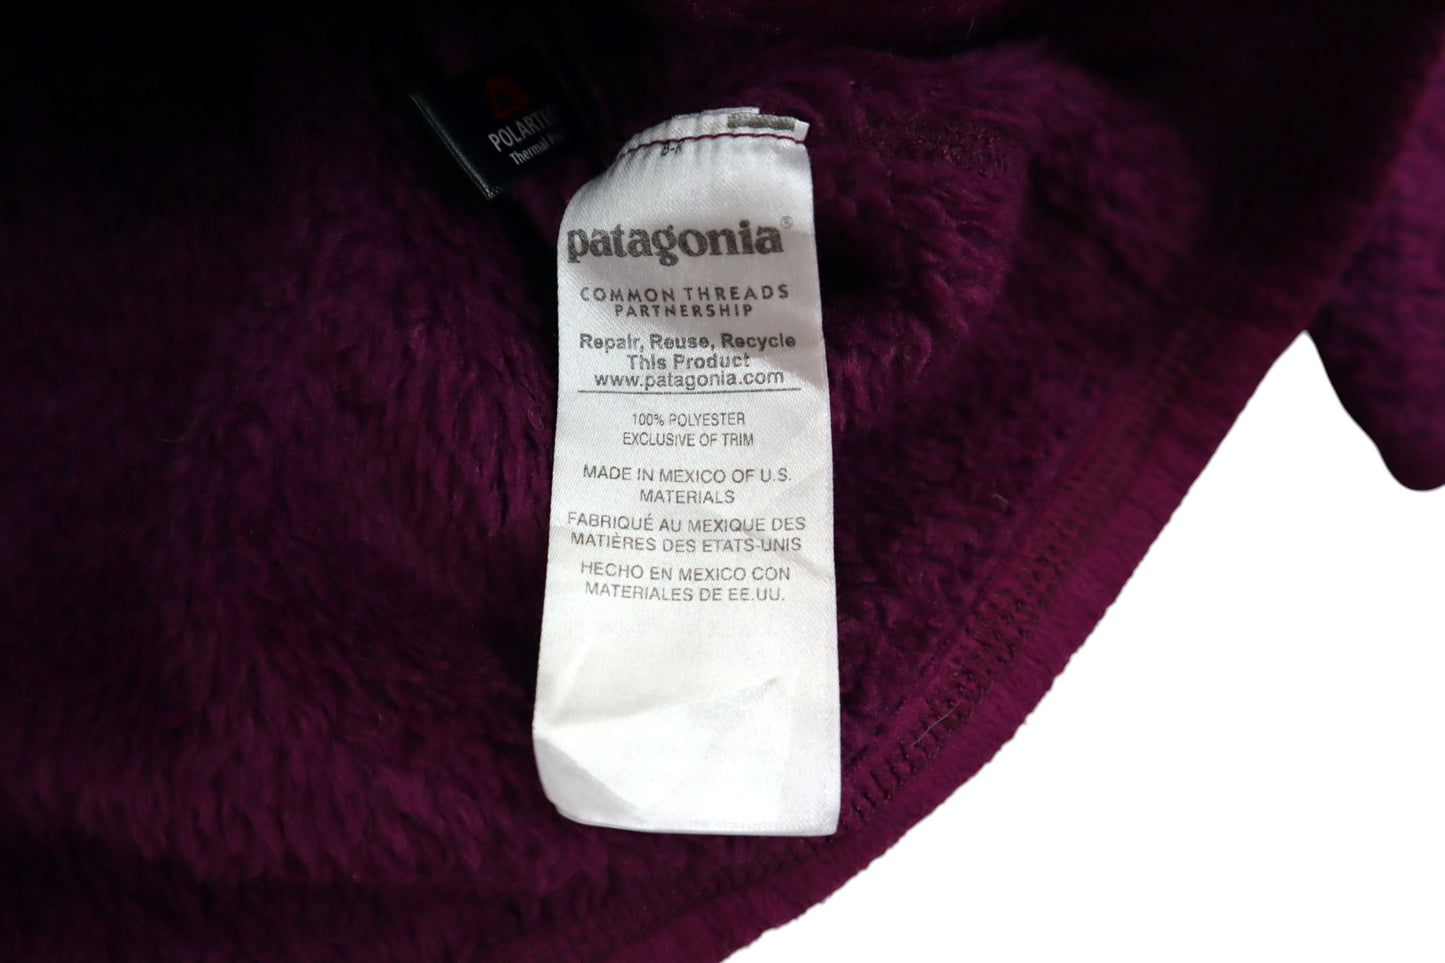 POLARTEC
Thermal
patagonia®
COMMON THREADS
PARTNERSHIP
Repair, Reuse, Recycle
This Product
www.patagonia.com
100% POLYESTER
EXCLUSIVE OF TRIM
MADE IN MEXICO OF U.S.
MATERIALS
FABRIQUÉ AU MEXIQUE DES
MATIÈRES DES ETATS-UNIS
HECHO EN MEXICO CON
MATERIALES DE EE.UU.